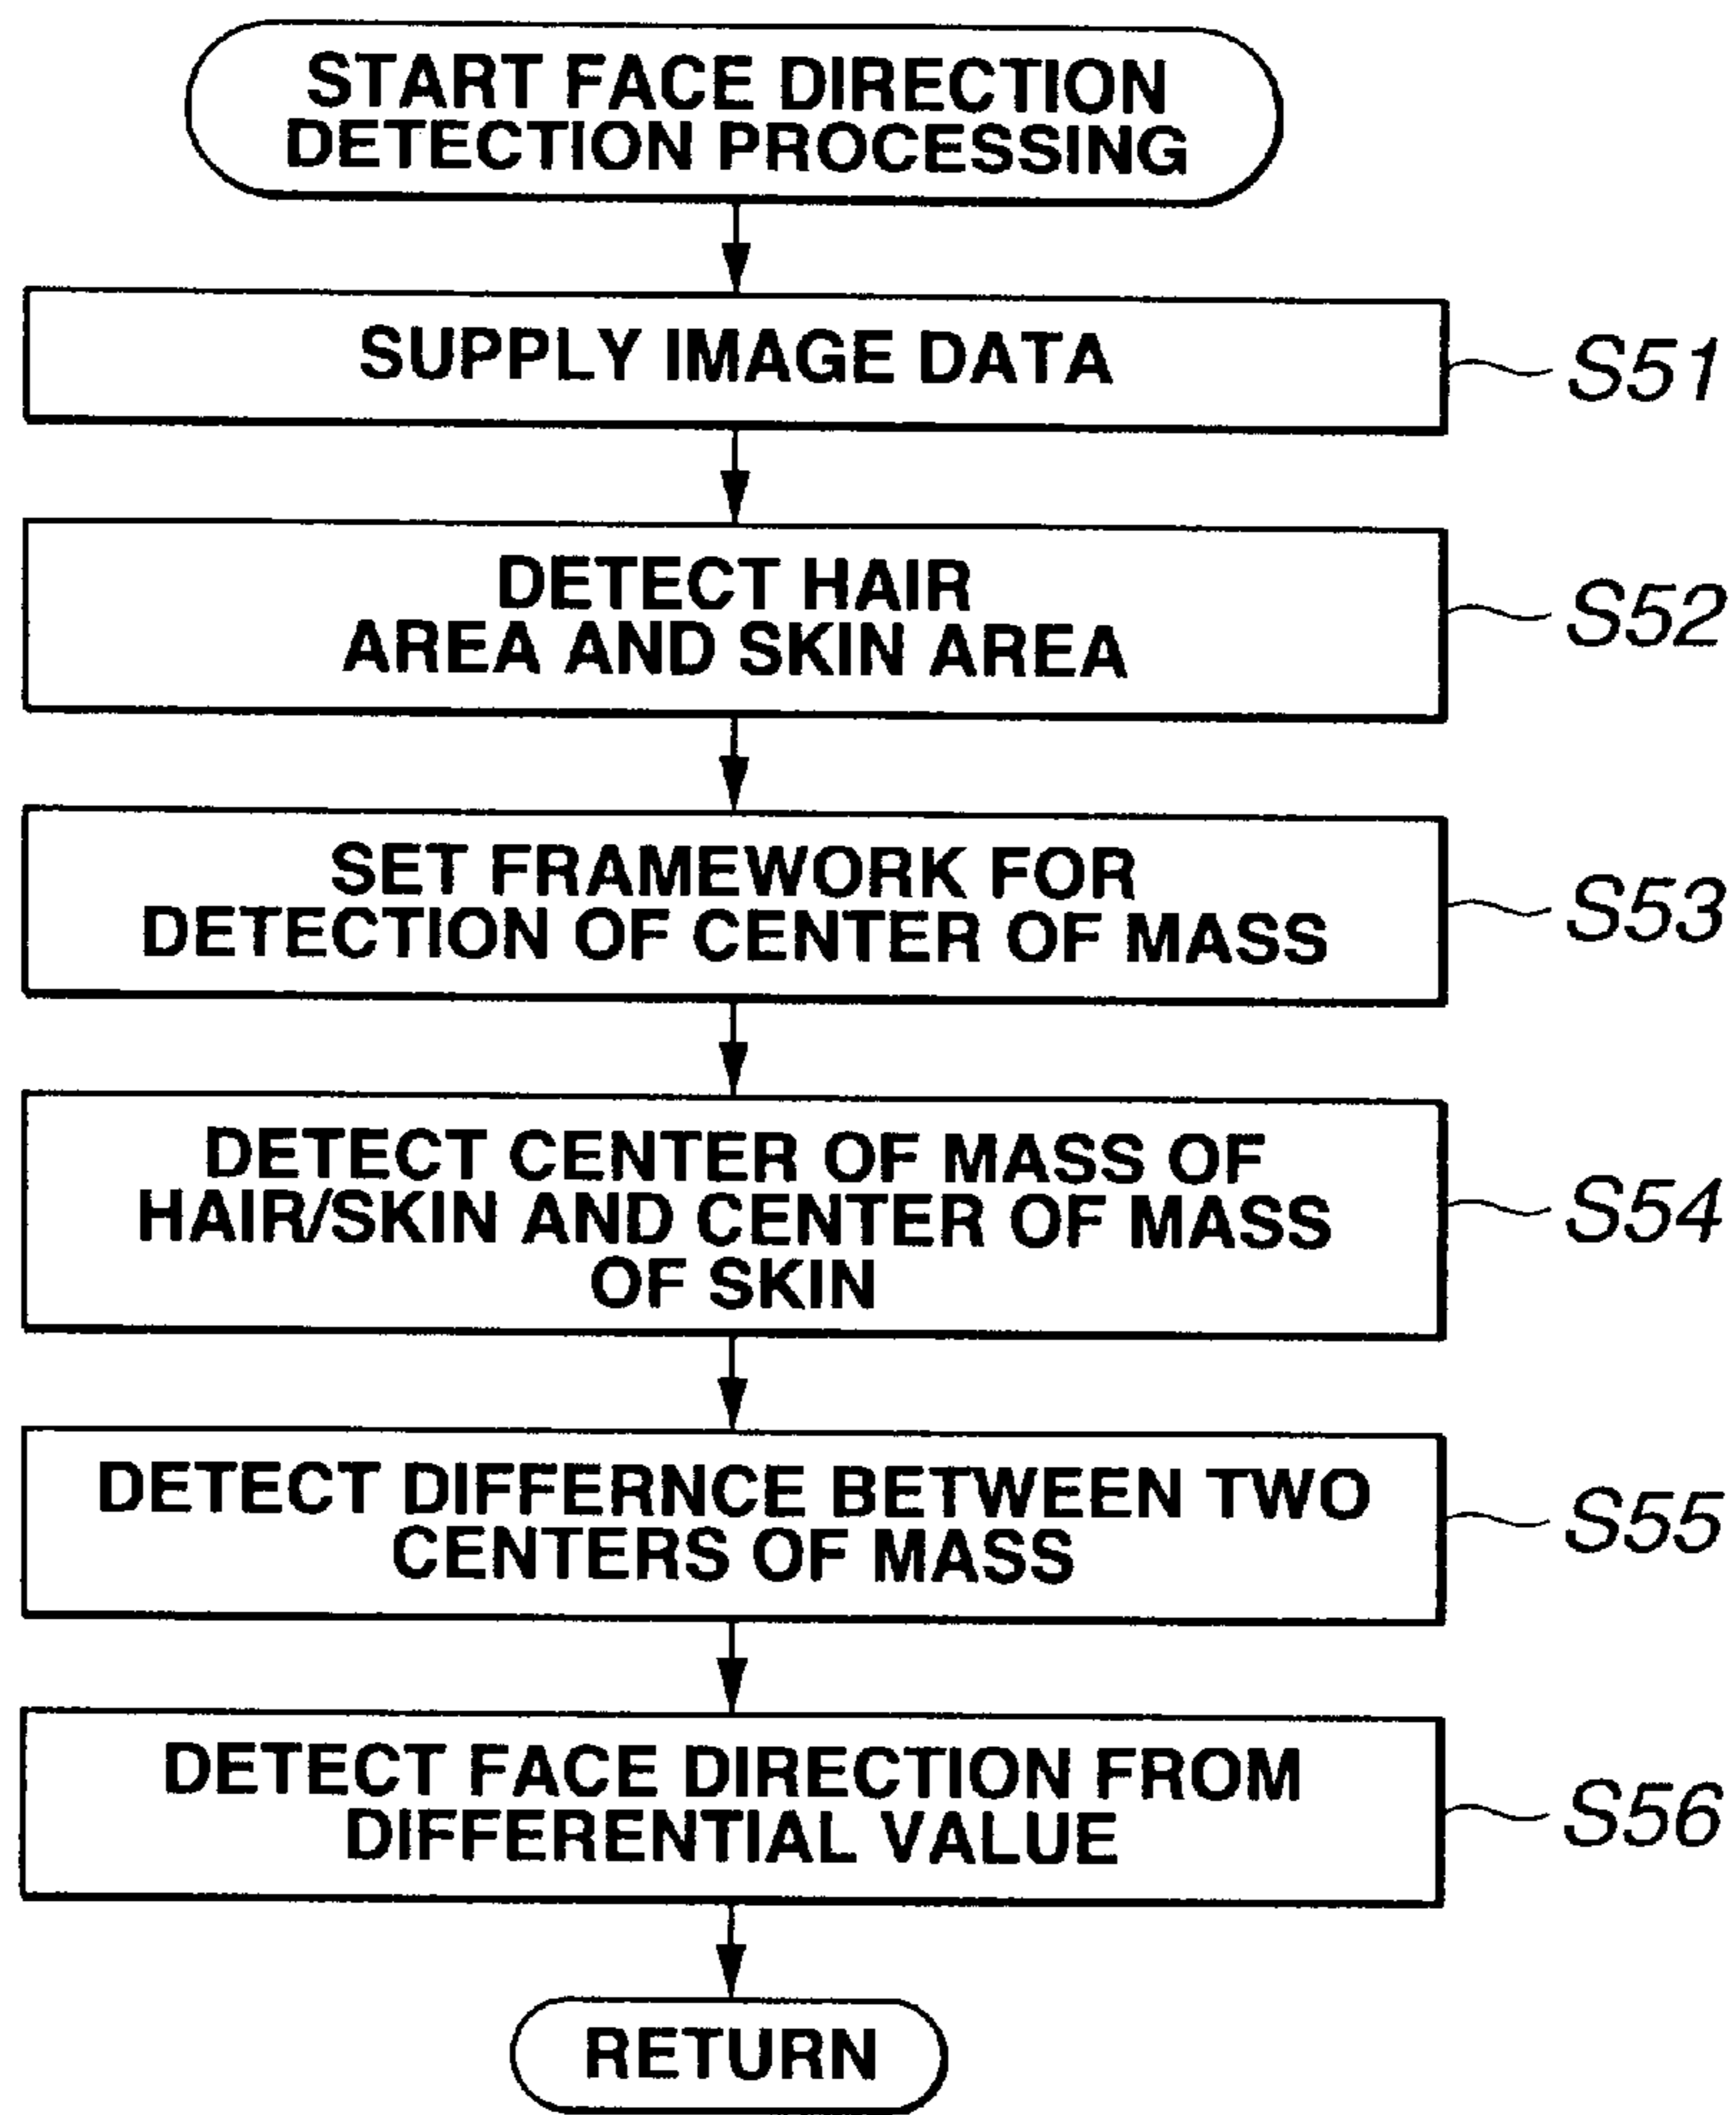 START FACE DIRECTION
DETECTION PROCESSING
SUPPLY IMAGE DATA
S51
DETECT HAIR
AREA AND SKIN AREA
S52
SET FRAMEWORK FOR
DETECTION OF CENTER OF MASS
S53
DETECT CENTER OF MASS OF
HAIR/SKIN AND CENTER OF MASS
OF SKIN
S54
DETECT DIFFERNCE BETWEEN TWO
CENTERS OF MASS
S55
DETECT FACE DIRECTION FROM
DIFFERENTIAL VALUE
S56
RETURN